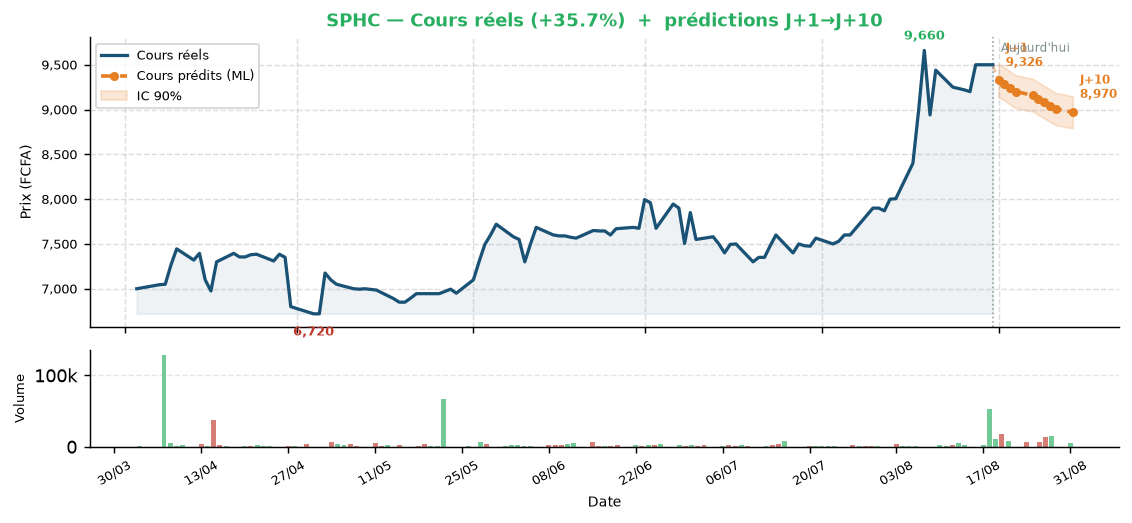 SPHC — Cours réels (+35.7%) + prédictions J+1→J+10
Cours réels
Cours prédits (ML)
IC 90%
9,660
Aujourd'hui
J+1
9,326
J+10
8,970
6,720
Prix (FCFA)
9,500
9,000
8,500
8,000
7,500
7,000
Volume
100k
0
30/03
13/04
27/04
11/05
25/05
08/06
22/06
06/07
20/07
03/08
17/08
31/08
Date